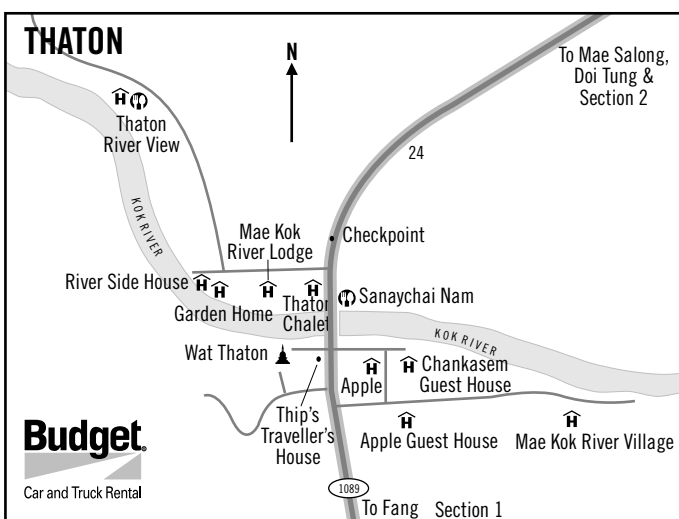 THATON
N
To Mae Salong,
Doi Tung &
Section 2
H
Thaton
River View
24
KOK RIVER
Mae Kok
River Lodge
Checkpoint
River Side House
H
H
H
H
Garden Home
Thaton
Chalet
Sanaychai Nam
KOK RIVER
Wat Thaton
H
Apple
H
Chankasem
Guest House
Thip's
Traveller's
House
H
Apple Guest House
H
Mae Kok River Village
Budget®
Car and Truck Rental
1089
To Fang Section 1